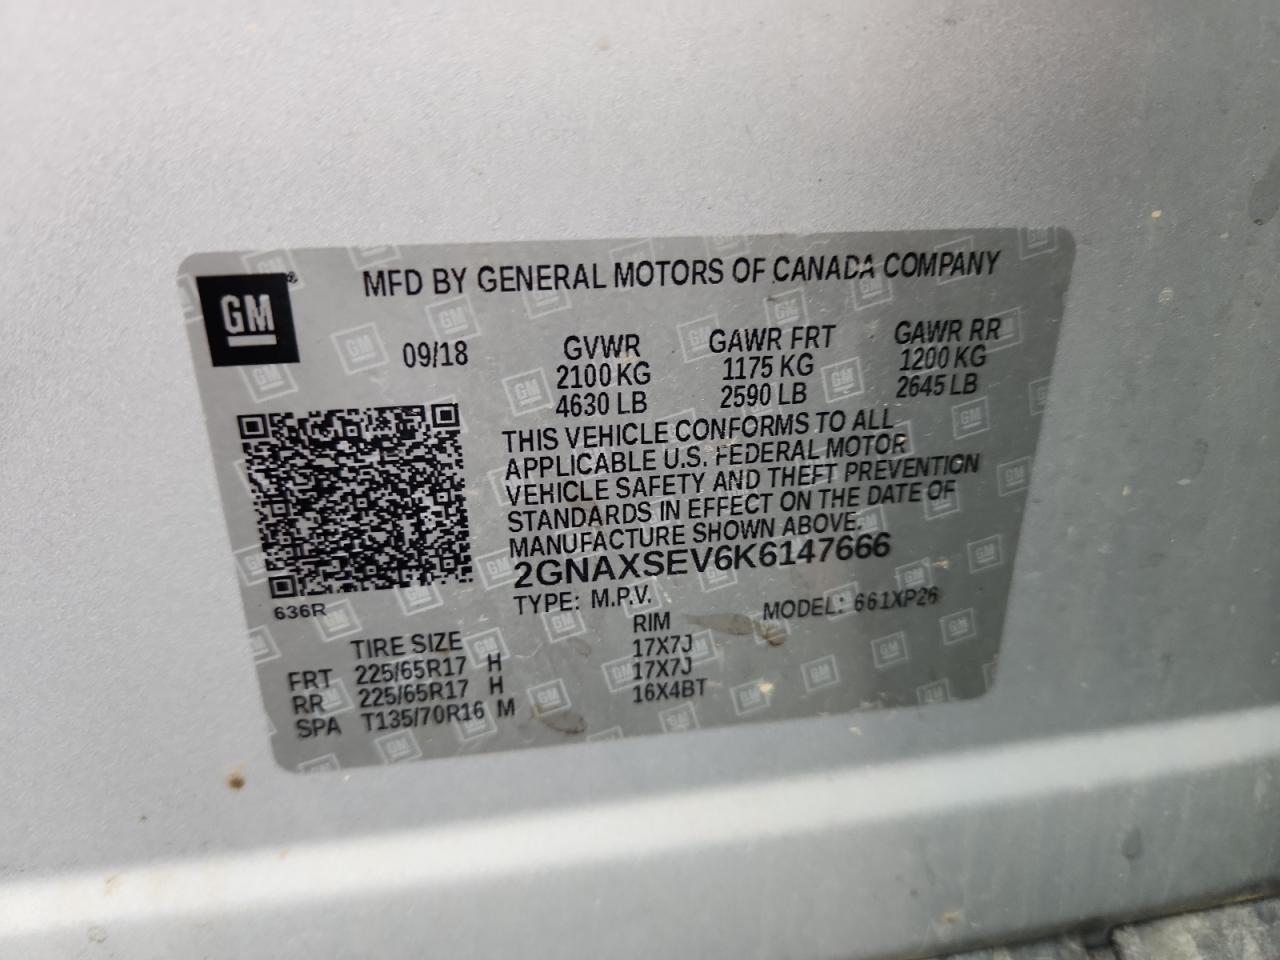 GM®
MFD BY GENERAL MOTORS OF CANADA COMPANY
09/18
GVWR GAWR FRT GAWR RR
2100 KG 1175 KG 1200 KG
4630 LB 2590 LB 2645 LB
THIS VEHICLE CONFORMS TO ALL
APPLICABLE U.S. FEDERAL MOTOR
VEHICLE SAFETY AND THEFT PREVENTION
STANDARDS IN EFFECT ON THE DATE OF
MANUFACTURE SHOWN ABOVE.
2GNAXSEV6K6147666
636R
TYPE: M.P.V. MODEL: 661XP26
TIRE SIZE RIM
FRT 225/65R17 H 17X7J
RR 225/65R17 H 17X7J
SPA T135/70R16 M 16X4BT